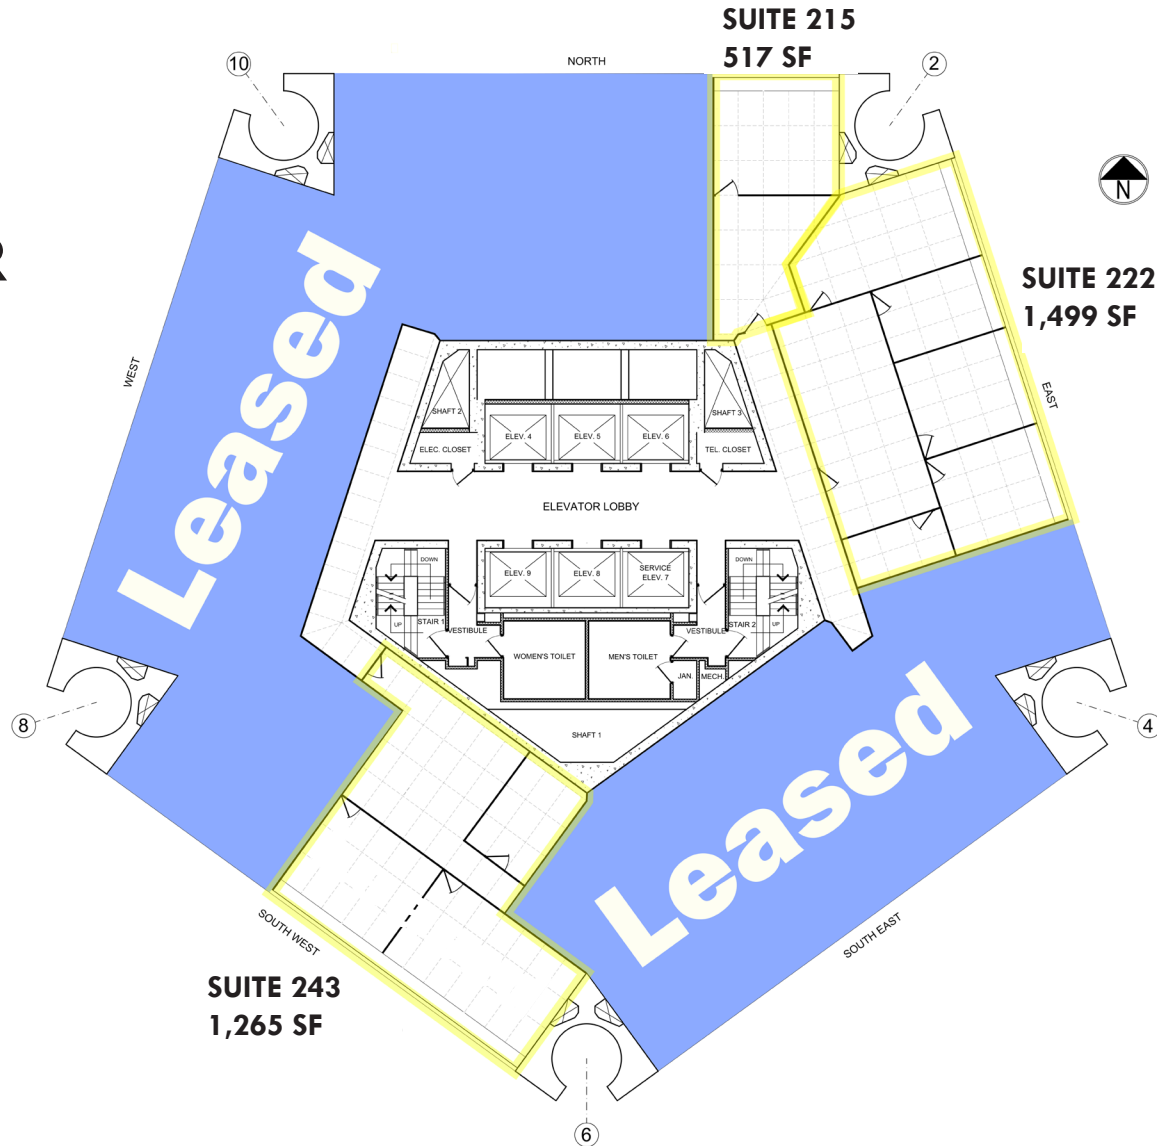 SUITE 215
517 SF
10
NORTH
2
N
R
SUITE 222
1,499 SF
WEST
Leased
EAST
SHAFT 2
SHAFT 3
ELEV. 4
ELEV. 5
ELEV. 6
ELEC. CLOSET
TEL. CLOSET
ELEVATOR LOBBY
DOWN
DOWN
ELEV. 9
ELEV. 8
SERVICE
ELEV. 7
UP
STAIR 1
VESTIBULE
VESTIBULE
STAIR 2
UP
WOMEN'S TOILET
MEN'S TOILET
JAN.
MECH.
8
4
SHAFT 1
Leased
SOUTH WEST
SOUTH EAST
SUITE 243
1,265 SF
6